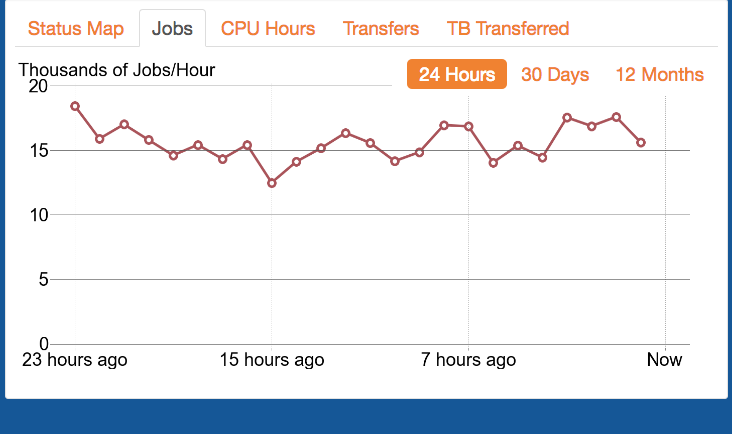 Status Map Jobs CPU Hours Transfers TB Transferred
Thousands of Jobs/Hour
24 Hours 30 Days 12 Months
20
15
10
5
0
23 hours ago 15 hours ago 7 hours ago Now